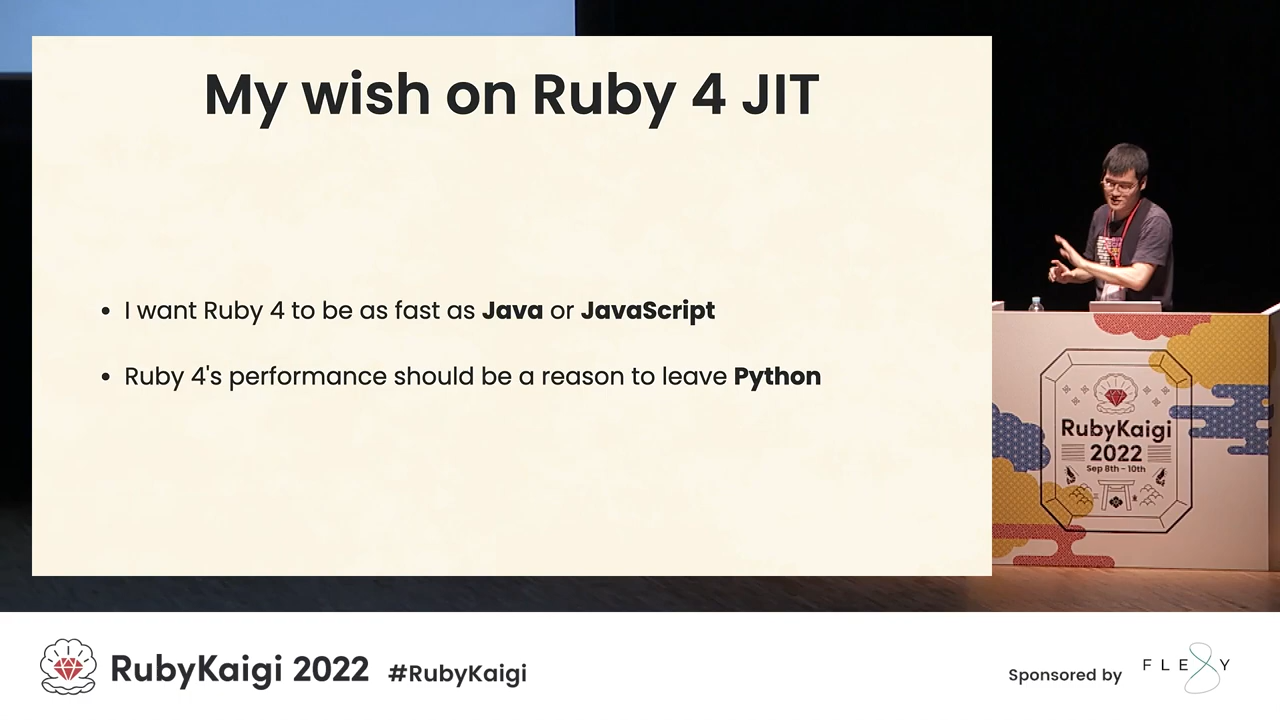 My wish on Ruby 4 JIT
• I want Ruby 4 to be as fast as Java or JavaScript
• Ruby 4's performance should be a reason to leave Python
RubyKaigi
2022
Sep 8th - 10th
RubyKaigi 2022 #RubyKaigi
Sponsored by FLEXY